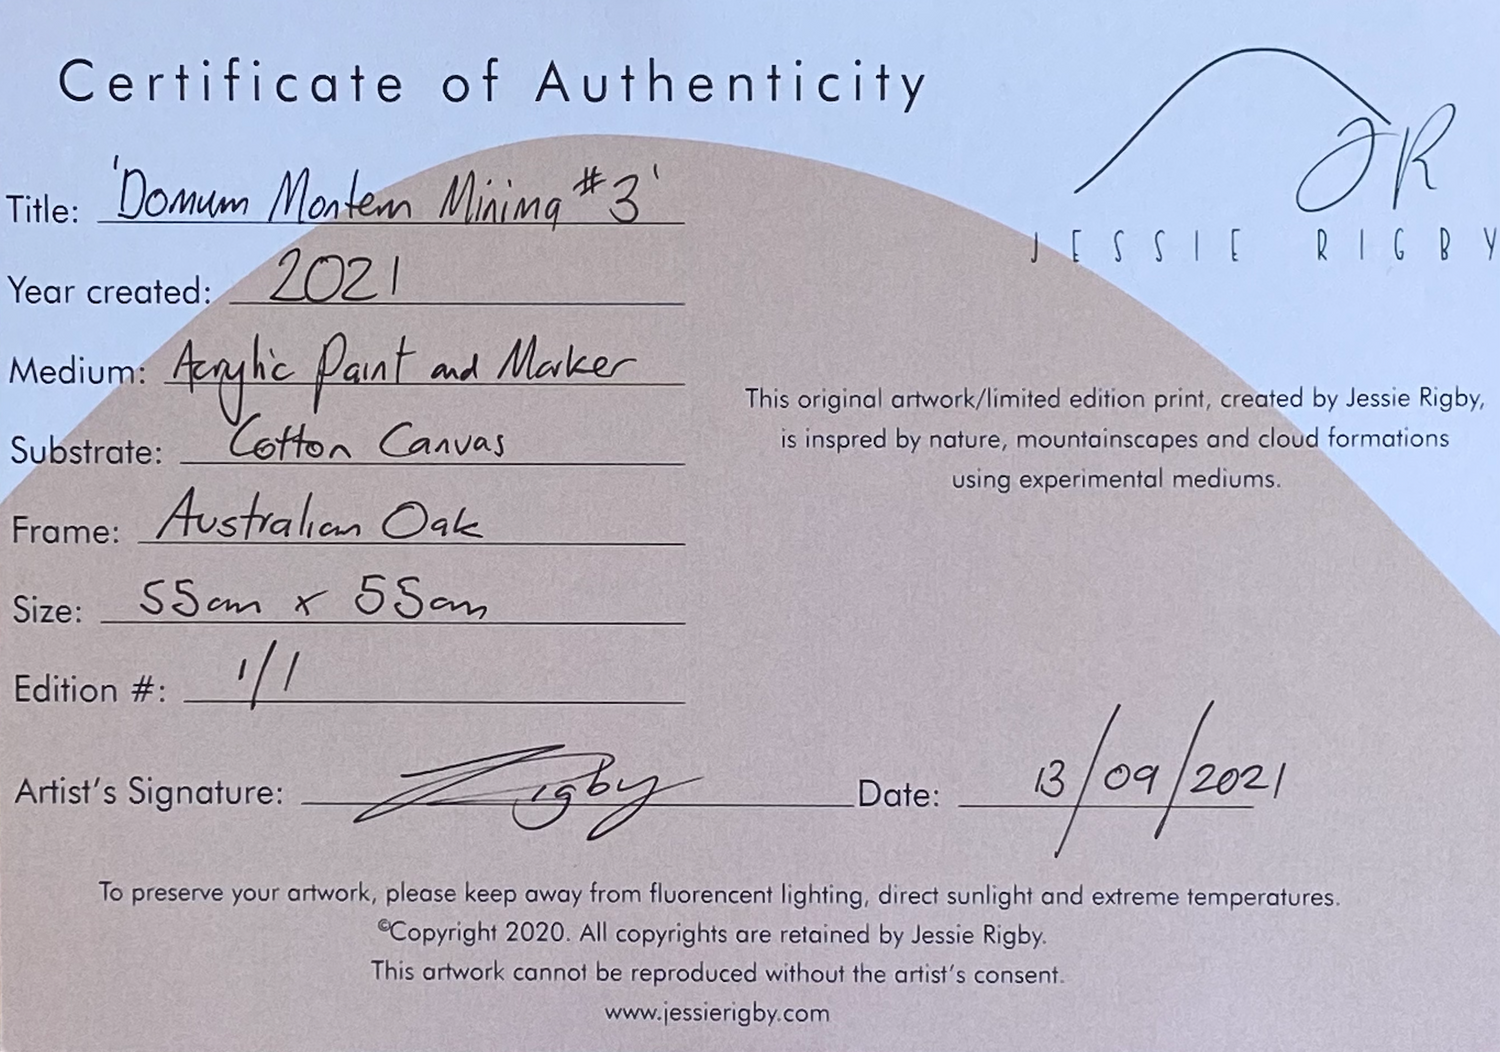 Certificate of Authenticity
JR
JESSIE RIGBY
Title: 'Domum Montem Minima #3'
Year created: 2021
Medium: Acrylic Paint and Marker
Substrate: Cotton Canvas
Frame: Australian Oak
Size: 55cm x 55cm
Edition #: 1/1
This original artwork/limited edition print, created by Jessie Rigby,
is inspred by nature, mountainscapes and cloud formations
using experimental mediums.
Artist's Signature: Rigby Date: 13/09/2021
To preserve your artwork, please keep away from fluorencent lighting, direct sunlight and extreme temperatures.
©Copyright 2020. All copyrights are retained by Jessie Rigby.
This artwork cannot be reproduced without the artist's consent.
www.jessierigby.com